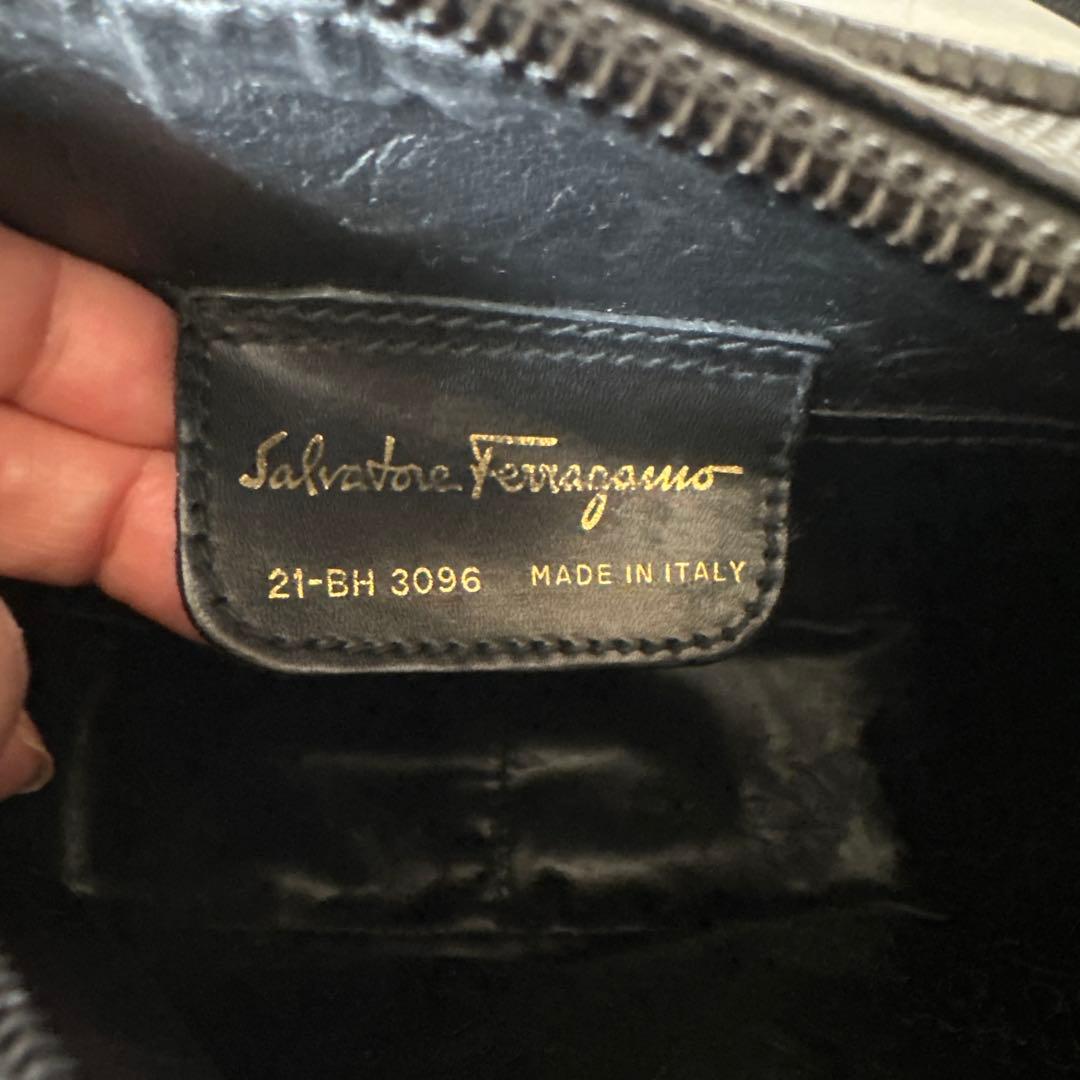 Salvatore Ferragamo
21-BH 3096 MADE IN ITALY